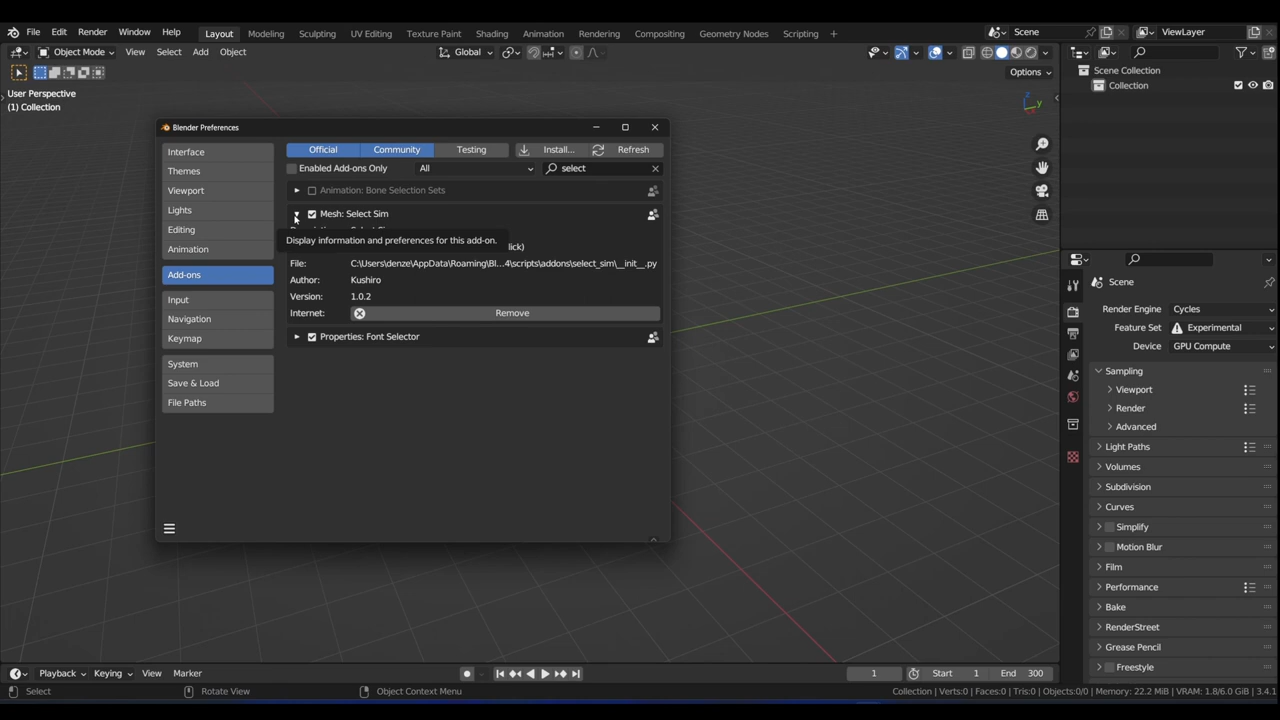 File Edit Render Window Help Layout Modeling Sculpting UV Editing Texture Paint Shading Animation Rendering Compositing Geometry Nodes Scripting + Scene ViewLayer
Object Mode View Select Add Object Global
Options
User Perspective
(1) Collection
Scene Collection
Collection
Blender Preferences
Interface
Themes
Viewport
Lights
Editing
Animation
Add-ons
Input
Navigation
Keymap
System
Save & Load
File Paths
Official Community Testing Install... Refresh
Enabled Add-ons Only All select
Animation: Bone Selection Sets
Mesh: Select Sim
Display information and preferences for this add-on.
lick)
File: C:\Users\denze\AppData\Roaming\Bl...4\scripts\addons\select_sim\__init__.py
Author: Kushiro
Version: 1.0.2
Internet: Remove
Properties: Font Selector
Z
Y
Scene
Render Engine Cycles
Feature Set Experimental
Device GPU Compute
Sampling
Viewport
Render
Advanced
Light Paths
Volumes
Subdivision
Curves
Simplify
Motion Blur
Film
Performance
Bake
RenderStreet
Grease Pencil
Freestyle
Playback Keying View Marker 1 Start 1 End 300
Select Rotate View Object Context Menu Collection | Verts:0 | Faces:0 | Tris:0 | Objects:0/0 | Memory: 22.2 MiB | VRAM: 1.8/6.0 GiB | 3.4.1